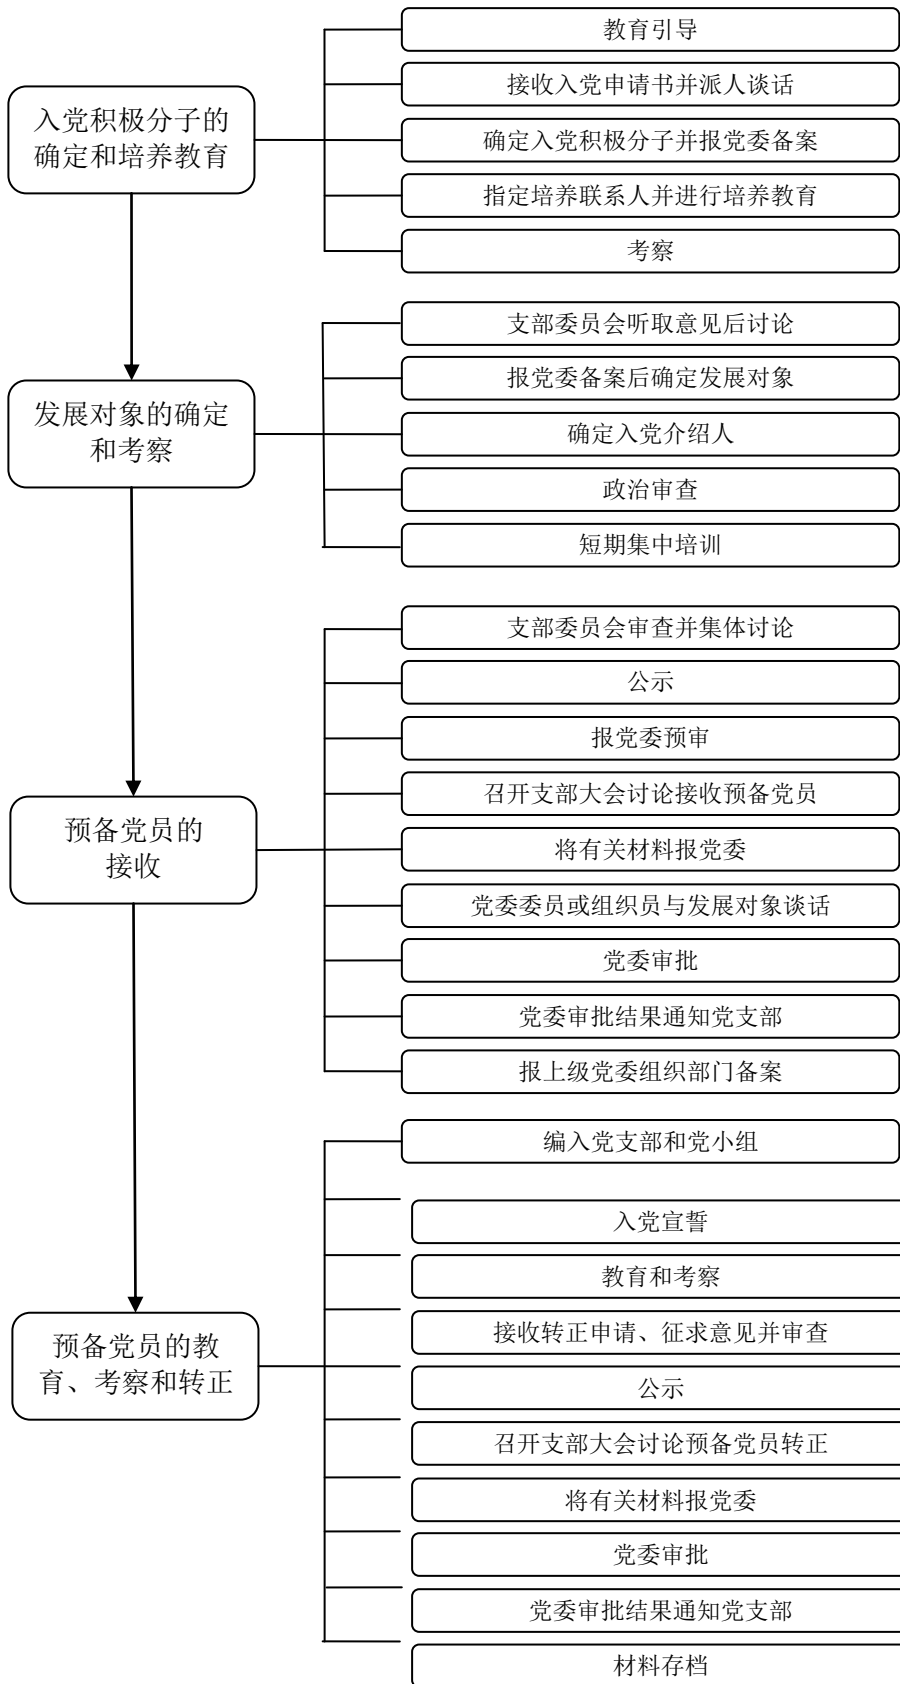 入党积极分子的
确定和培养教育
教育引导
接收入党申请书并派人谈话
确定入党积极分子并报党委备案
指定培养联系人并进行培养教育
考察
发展对象的确定
和考察
支部委员会听取意见后讨论
报党委备案后确定发展对象
确定入党介绍人
政治审查
短期集中培训
预备党员的
接收
支部委员会审查并集体讨论
公示
报党委预审
召开支部大会讨论接收预备党员
将有关材料报党委
党委委员或组织员与发展对象谈话
党委审批
党委审批结果通知党支部
报上级党委组织部门备案
预备党员的教
育、考察和转正
编入党支部和党小组
入党宣誓
教育和考察
接收转正申请、征求意见并审查
公示
召开支部大会讨论预备党员转正
将有关材料报党委
党委审批
党委审批结果通知党支部
材料存档